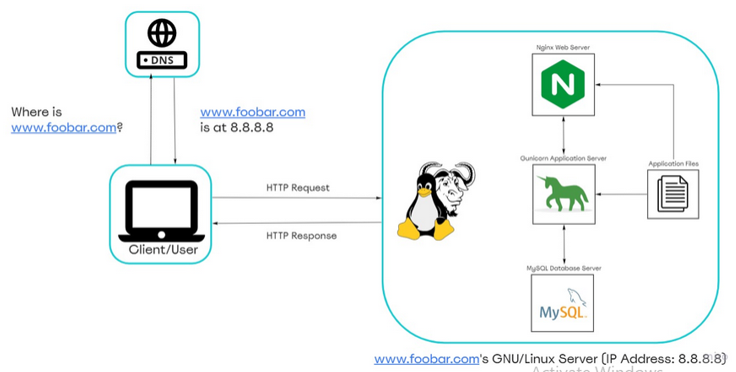 DNS
Where is
www.foobar.com?
www.foobar.com
is at 8.8.8.8
Client/User
HTTP Request
HTTP Response
Nginx Web Server
N
Gunicorn Application Server
Application Files
MySQL Database Server
MySQL
www.foobar.com's GNU/Linux Server (IP Address: 8.8.8.8)
Activate Windows